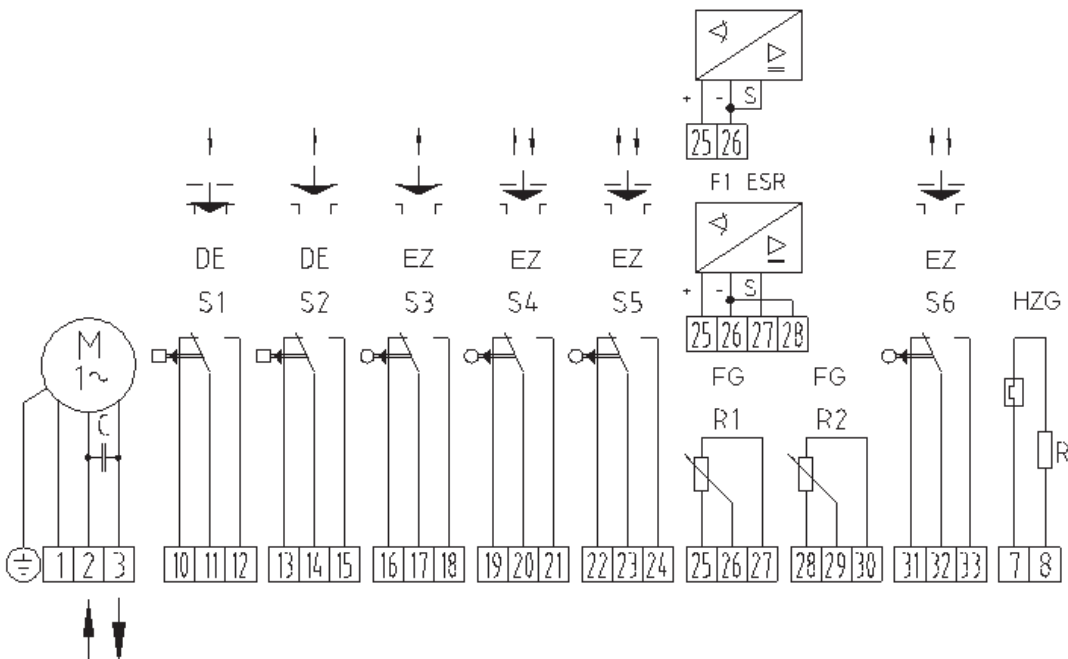 + - S
25 26
F1 ESR
DE DE EZ EZ EZ EZ
S1 S2 S3 S4 S5 S6 HZG
+ - S
25 26 27 28
M
1~
C
FG FG
R1 R2
R
1 2 3 10 11 12 13 14 15 16 17 18 19 20 21 22 23 24 25 26 27 28 29 30 31 32 33 7 8